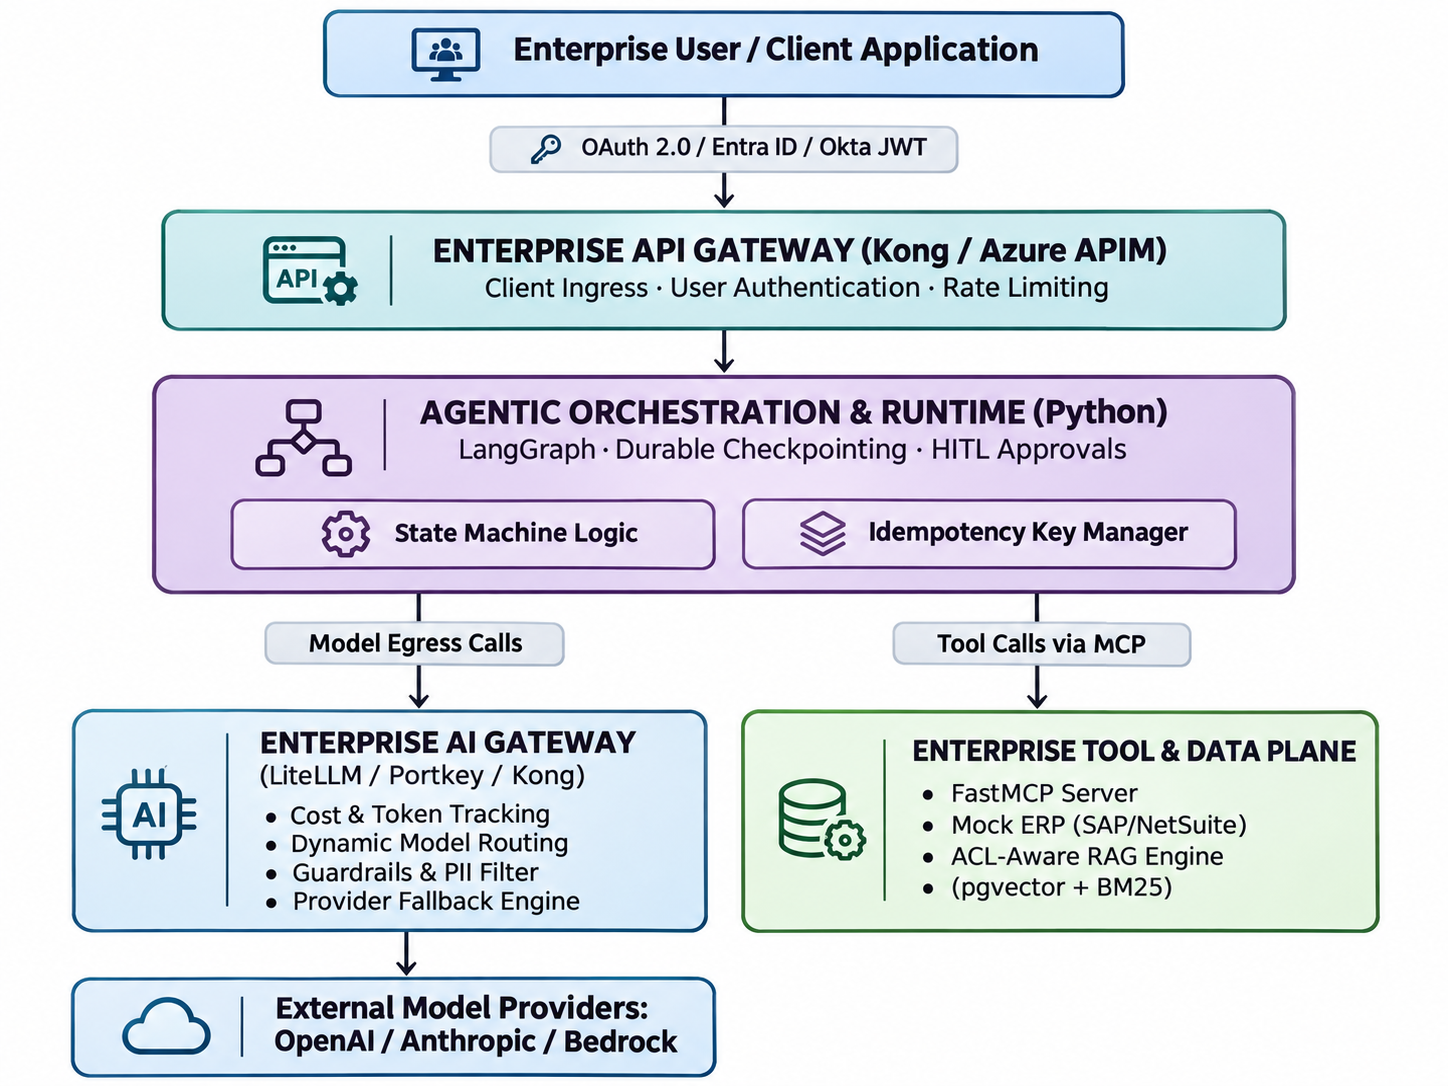 Enterprise User / Client Application
OAuth 2.0 / Entra ID / Okta JWT
API
ENTERPRISE API GATEWAY (Kong / Azure APIM)
Client Ingress · User Authentication · Rate Limiting
AGENTIC ORCHESTRATION & RUNTIME (Python)
LangGraph · Durable Checkpointing · HITL Approvals
State Machine Logic
Idempotency Key Manager
Model Egress Calls
Tool Calls via MCP
AI
ENTERPRISE AI GATEWAY
(LiteLLM / Portkey / Kong)
• Cost & Token Tracking
• Dynamic Model Routing
• Guardrails & PII Filter
• Provider Fallback Engine
ENTERPRISE TOOL & DATA PLANE
• FastMCP Server
• Mock ERP (SAP/NetSuite)
• ACL-Aware RAG Engine
• (pgvector + BM25)
External Model Providers:
OpenAI / Anthropic / Bedrock